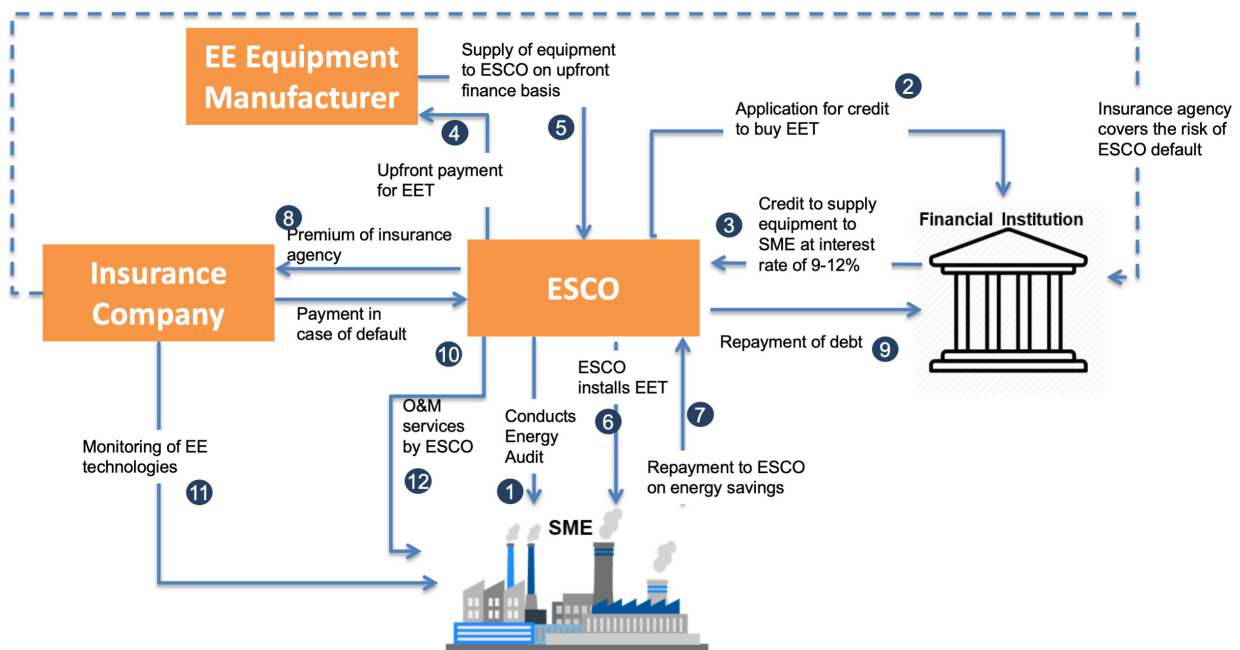 EE Equipment
Manufacturer
Supply of equipment
to ESCO on upfront
finance basis
5
4
Upfront payment
for EET
2
Application for credit
to buy EET
Insurance agency
covers the risk of
ESCO default
8
Premium of insurance
agency
3
Credit to supply
equipment to
SME at interest
rate of 9-12%
Financial Institution
Insurance
Company
ESCO
Payment in
case of default
10
Repayment of debt
9
ESCO
installs EET
6
7
O&M
services
by ESCO
12
Conducts
Energy
Audit
1
Repayment to ESCO
on energy savings
Monitoring of EE
technologies
11
SME